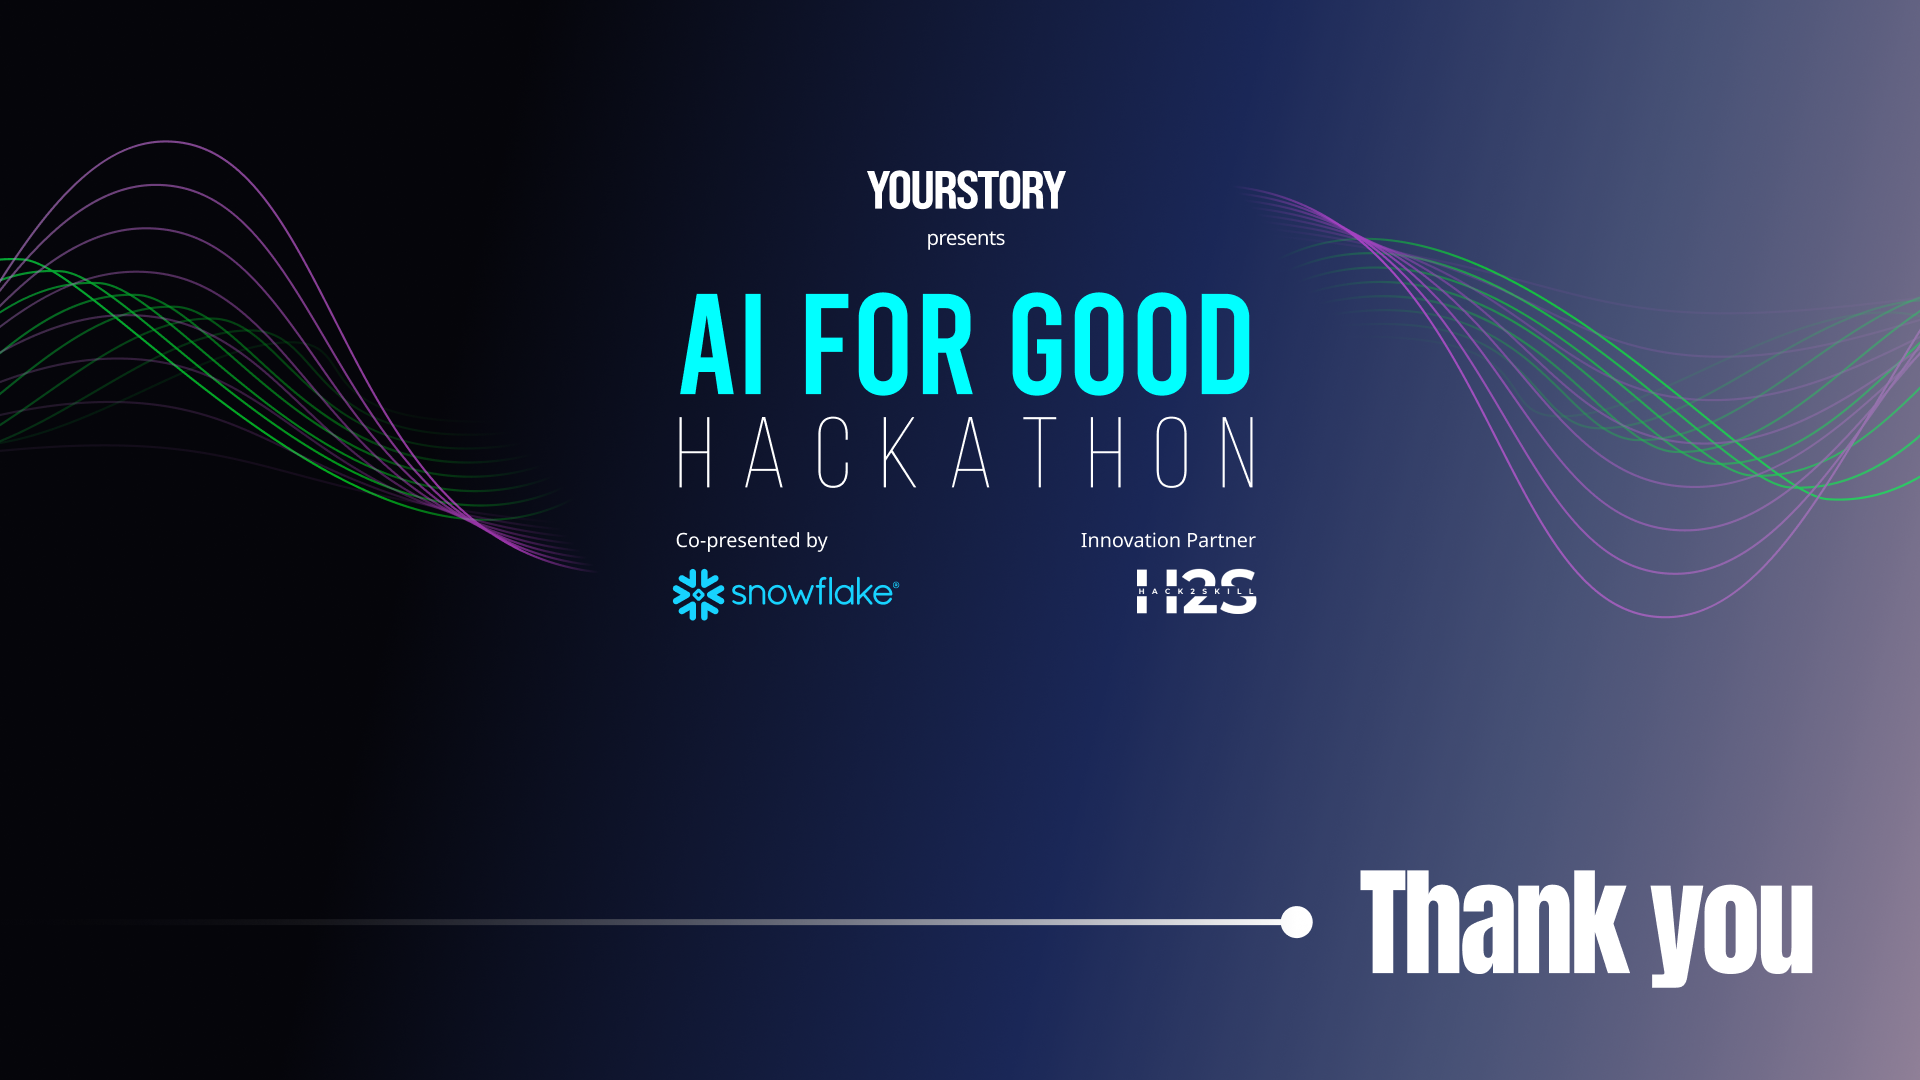 YOURSTORY
presents
AI FOR GOOD
HACKATHON
Co-presented by
Innovation Partner
snowflake®
H2S
HACK2SKILL
Thank you